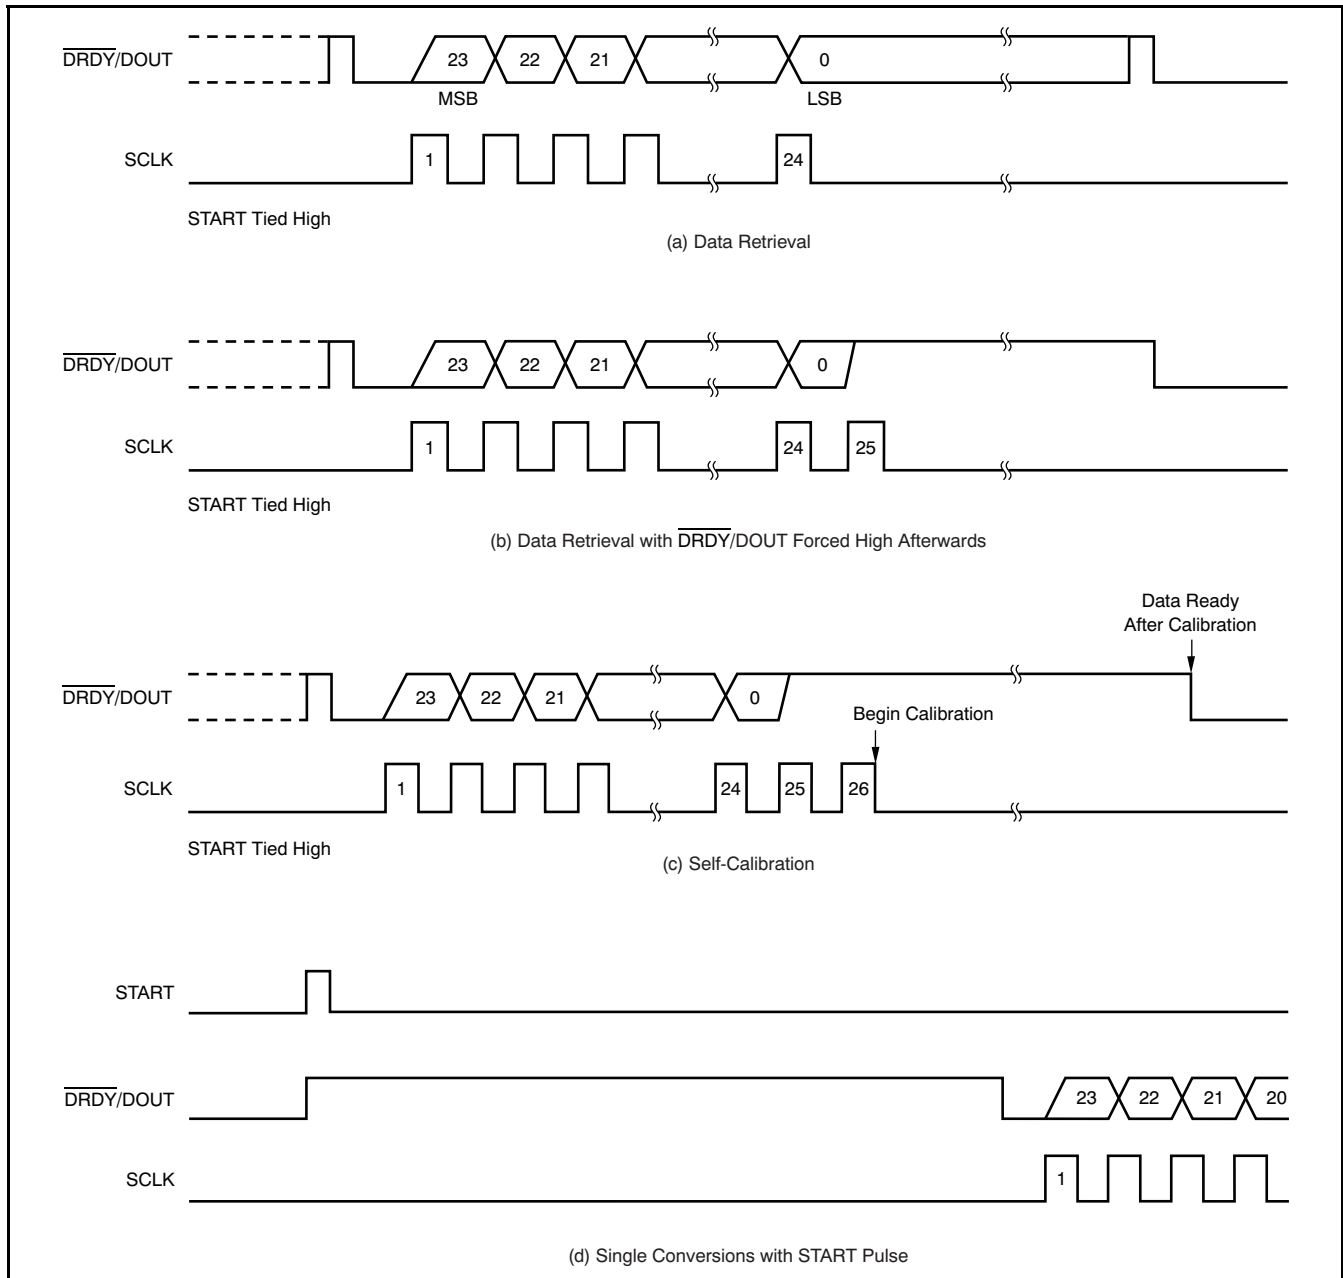 DRDY/DOUT 23 22 21 0
MSB LSB
SCLK 1 24
START Tied High
(a) Data Retrieval
DRDY/DOUT 23 22 21 0
SCLK 1 24 25
START Tied High
(b) Data Retrieval with DRDY/DOUT Forced High Afterwards
Data Ready
After Calibration
DRDY/DOUT 23 22 21 0
Begin Calibration
SCLK 1 24 25 26
START Tied High
(c) Self-Calibration
START
DRDY/DOUT 23 22 21 20
SCLK 1
(d) Single Conversions with START Pulse